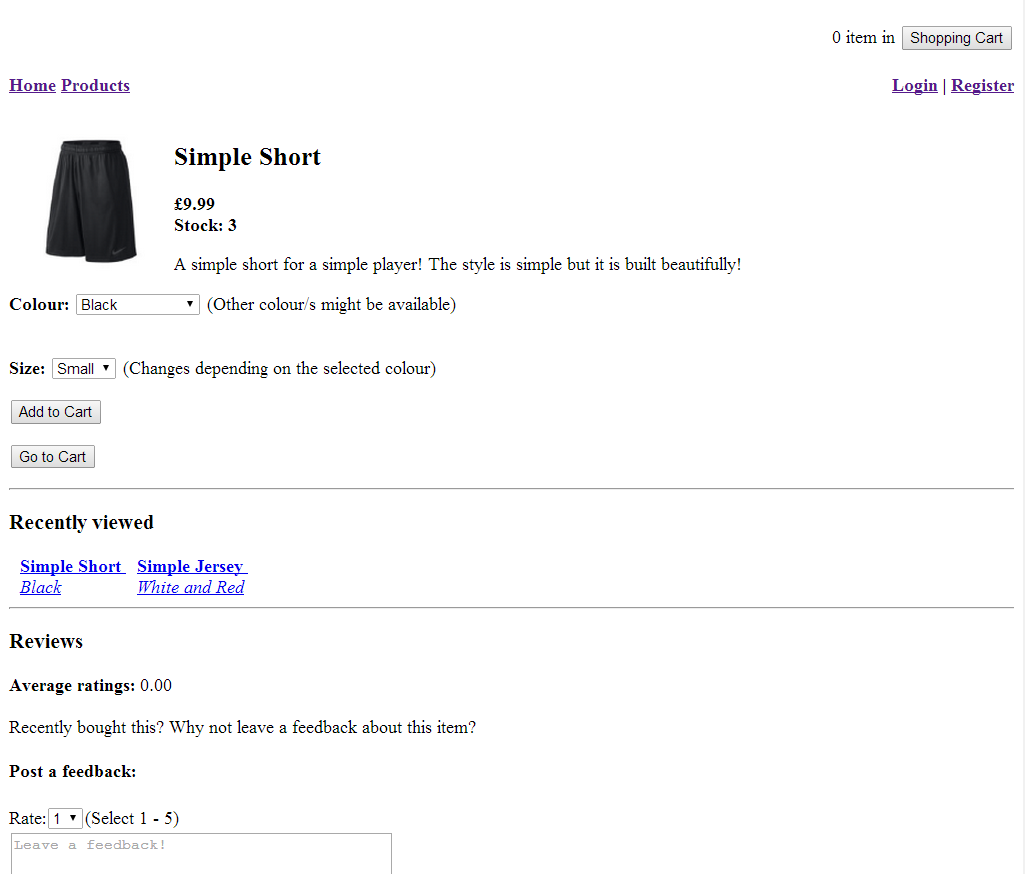 0 item in Shopping Cart
Home Products Login | Register
Simple Short
£9.99
Stock: 3
A simple short for a simple player! The style is simple but it is built beautifully!
Colour: Black (Other colour/s might be available)
Size: Small (Changes depending on the selected colour)
Add to Cart
Go to Cart
Recently viewed
Simple Short Simple Jersey
Black White and Red
Reviews
Average ratings: 0.00
Recently bought this? Why not leave a feedback about this item?
Post a feedback:
Rate: 1 (Select 1 - 5)
Leave a feedback!